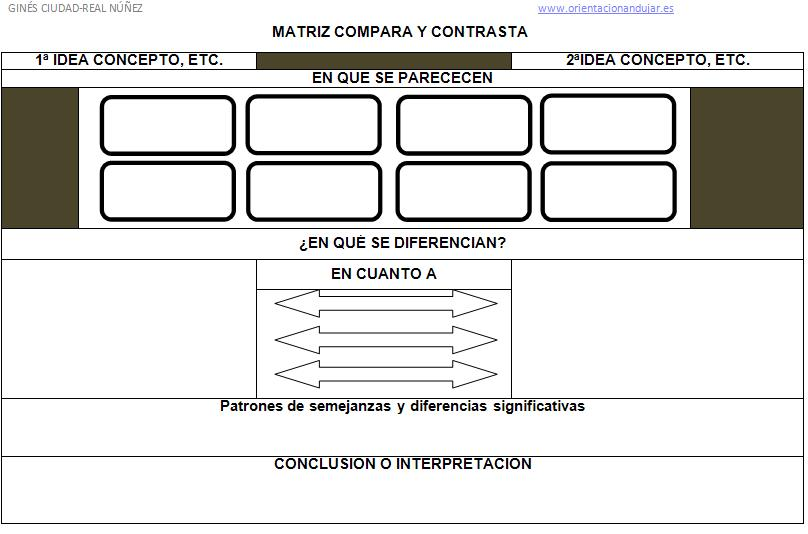 GINÉS CIUDAD-REAL NÚÑEZ
www.orientacionandujar.es
MATRIZ COMPARA Y CONTRASTA
1ª IDEA CONCEPTO, ETC.
2ªIDEA CONCEPTO, ETC.
EN QUE SE PARECECEN
¿EN QUÉ SE DIFERENCIAN?
EN CUANTO A
Patrones de semejanzas y diferencias significativas
CONCLUSION O INTERPRETACION